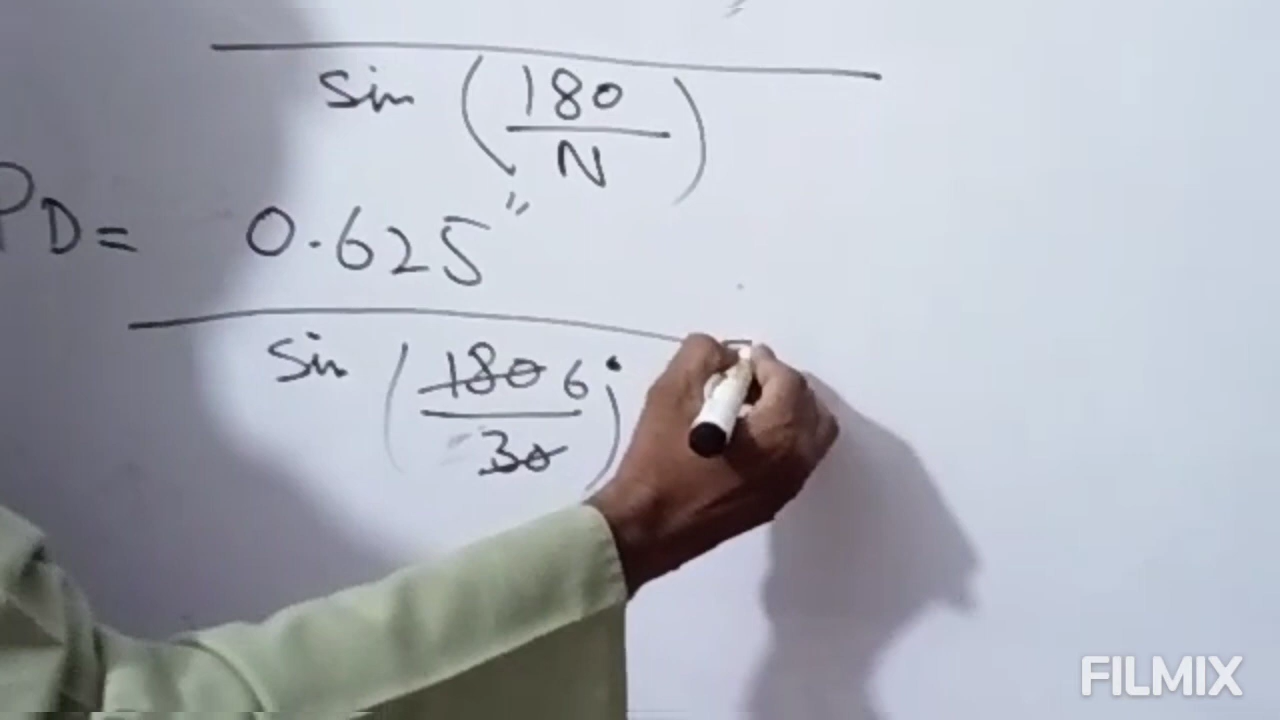 sin (180/N)
PD = 0.625"
sin (180 6/30)
FILMIX